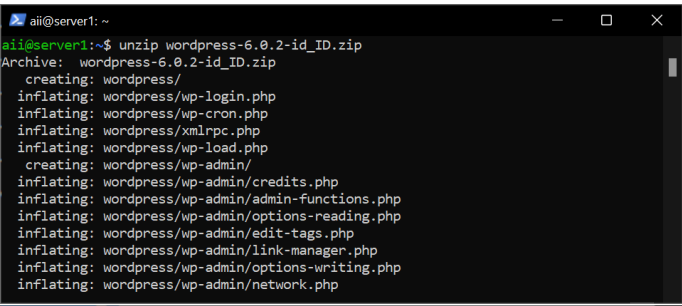 aii@server1: ~
aii@server1:~$ unzip wordpress-6.0.2-id_ID.zip
Archive:  wordpress-6.0.2-id_ID.zip
   creating: wordpress/
  inflating: wordpress/wp-login.php
  inflating: wordpress/wp-cron.php
  inflating: wordpress/xmlrpc.php
  inflating: wordpress/wp-load.php
   creating: wordpress/wp-admin/
  inflating: wordpress/wp-admin/credits.php
  inflating: wordpress/wp-admin/admin-functions.php
  inflating: wordpress/wp-admin/options-reading.php
  inflating: wordpress/wp-admin/edit-tags.php
  inflating: wordpress/wp-admin/link-manager.php
  inflating: wordpress/wp-admin/options-writing.php
  inflating: wordpress/wp-admin/network.php